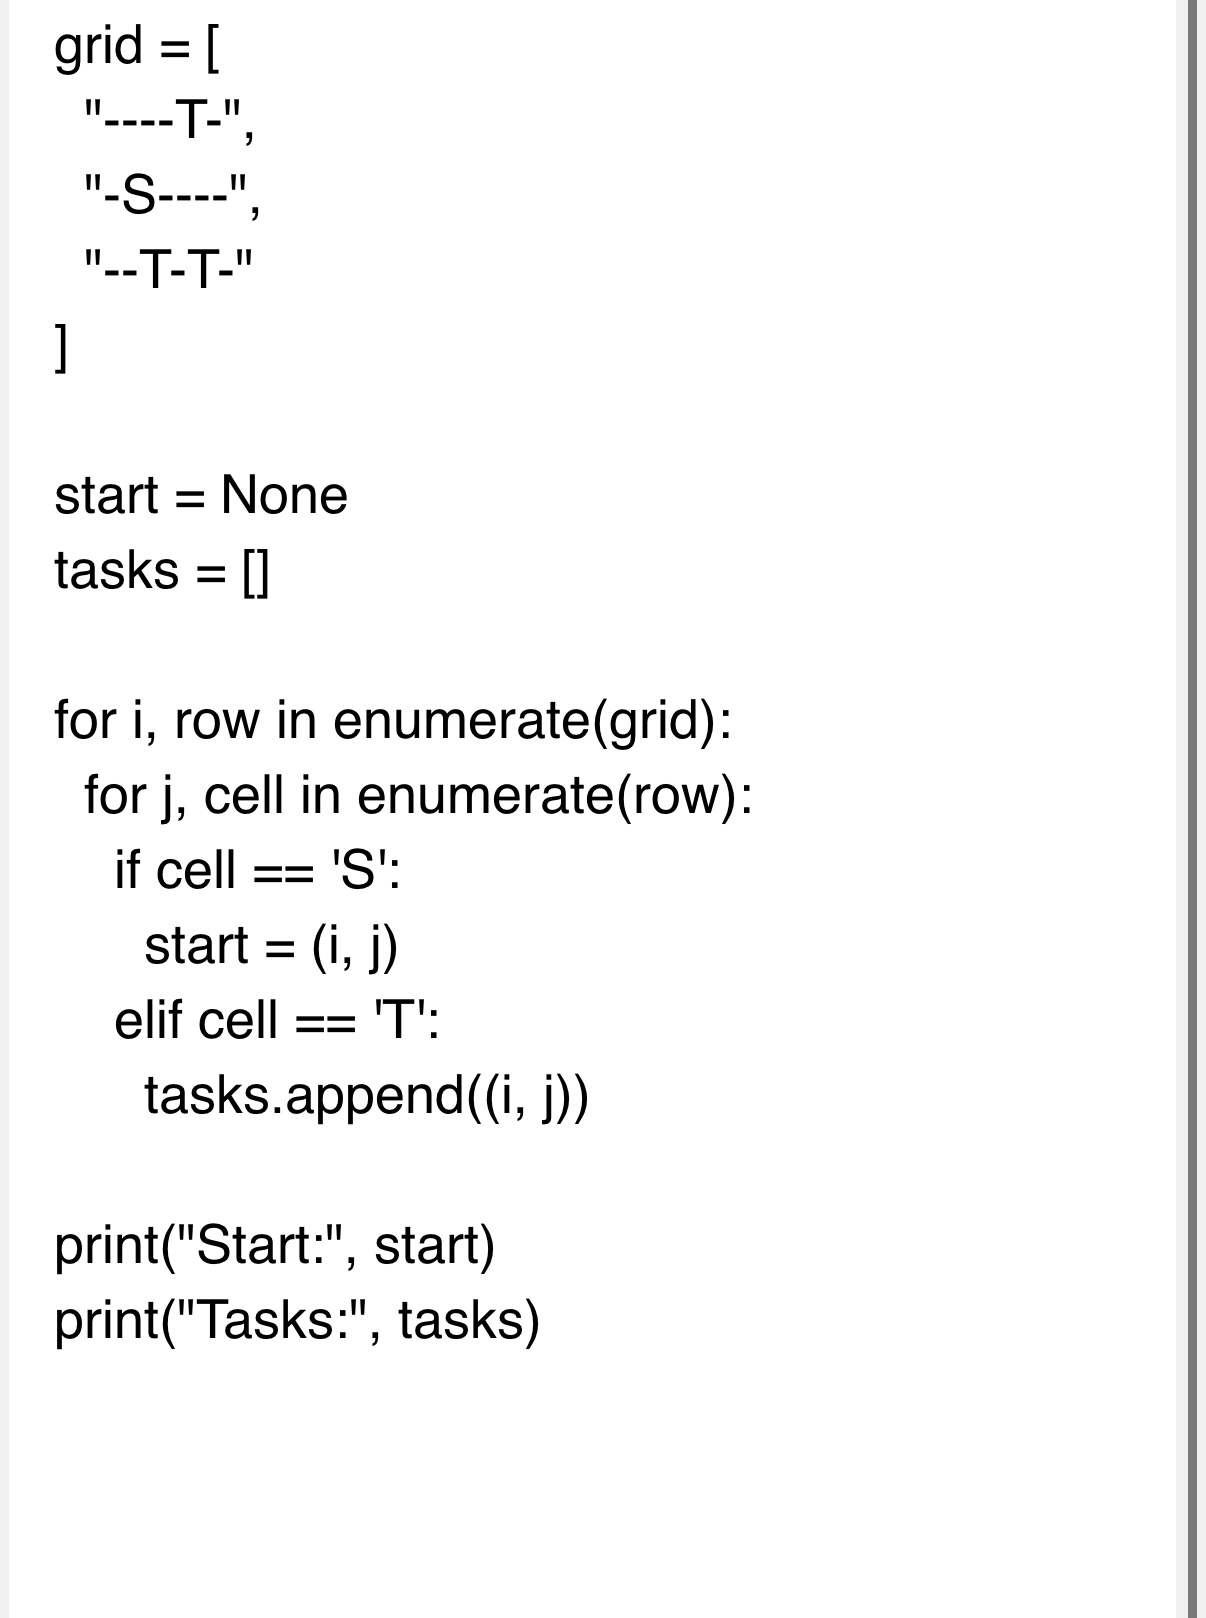 grid = [
  "----T-",
  "-S----",
  "--T-T-"
]

start = None
tasks = []

for i, row in enumerate(grid):
  for j, cell in enumerate(row):
    if cell == 'S':
      start = (i, j)
    elif cell == 'T':
      tasks.append((i, j))

print("Start:", start)
print("Tasks:", tasks)